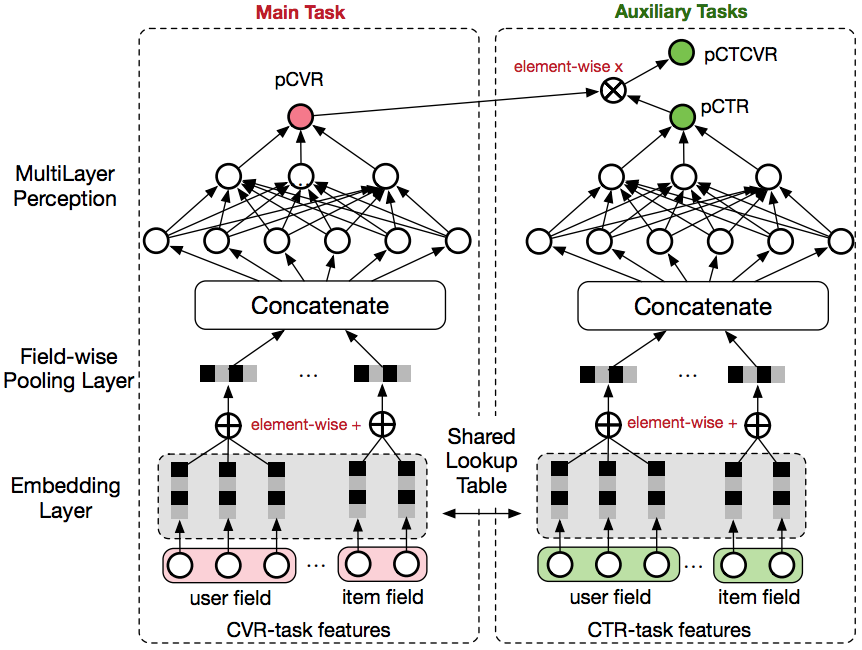 Main Task
Auxiliary Tasks
pCTCVR
element-wise x
pCVR
pCTR
MultiLayer
Perception
...
Concatenate
Concatenate
Field-wise
Pooling Layer
...
...
element-wise +
element-wise +
Shared
Lookup
Table
Embedding
Layer
...
...
user field
item field
user field
item field
CVR-task features
CTR-task features